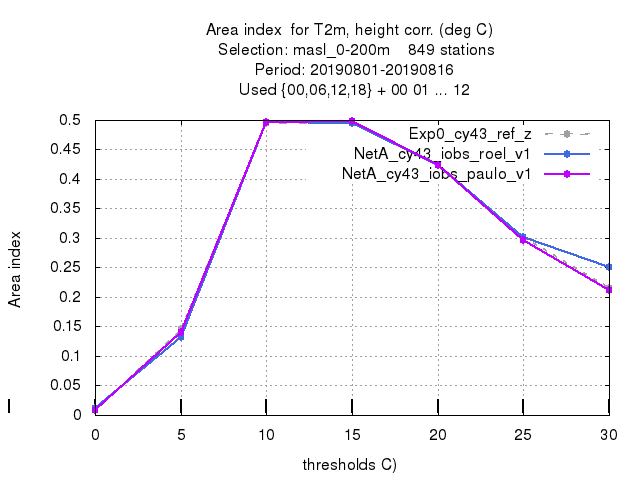 Area index for T2m, height corr. (deg C)
Selection: masl_0-200m 849 stations
Period: 20190801-20190816
Used {00,06,12,18} + 00 01 ... 12
Exp0_cy43_ref_z
NetA_cy43_iobs_roel_v1
NetA_cy43_iobs_paulo_v1
0.5
0.45
0.4
0.35
0.3
0.25
0.2
0.15
0.1
0.05
0
Area index
0 5 10 15 20 25 30
thresholds C)